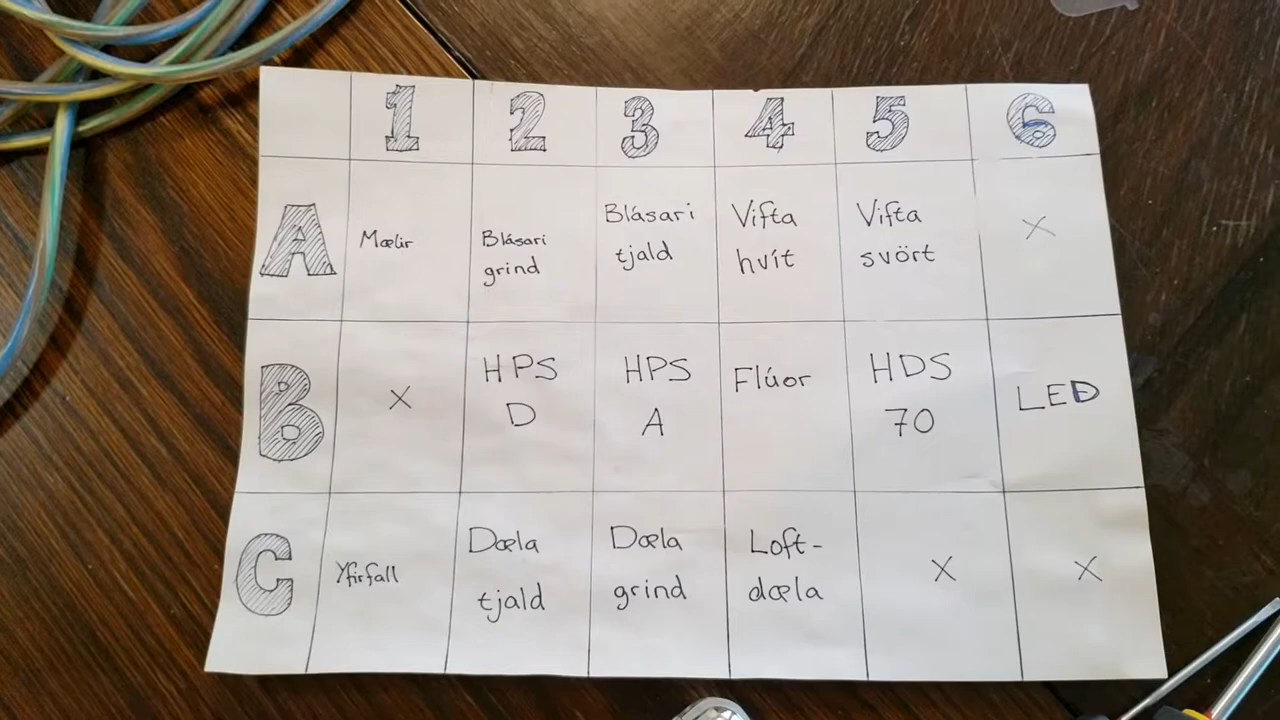 1 2 3 4 5 6
A Mælir Blásari grind Blásari tjald Vifta hvít Vifta svört X
B X HPS D HPS A Flúor HDS 70 LED
C Yfirfall Dæla tjald Dæla grind Loft- dæla X X